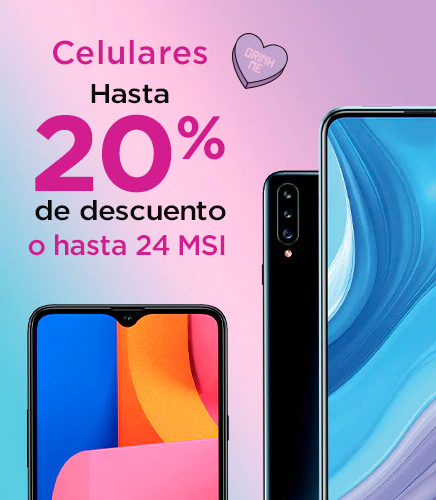 Celulares
DRINK
ME
Hasta
20%
de descuento
o hasta 24 MSI